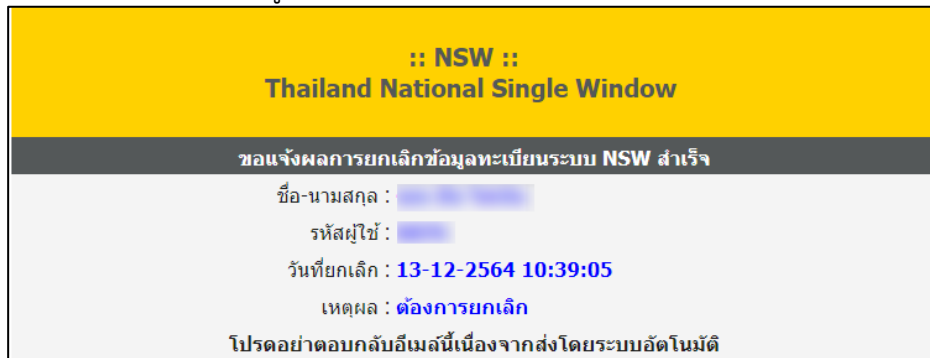 :: NSW ::
Thailand National Single Window
ขอแจ้งผลการยกเลิกข้อมูลทะเบียนระบบ NSW สำเร็จ
ชื่อ-นามสกุล :
รหัสผู้ใช้ :
วันที่ยกเลิก : 13-12-2564 10:39:05
เหตุผล : ต้องการยกเลิก
โปรดอย่าตอบกลับอีเมล์นี้เนื่องจากส่งโดยระบบอัตโนมัติ